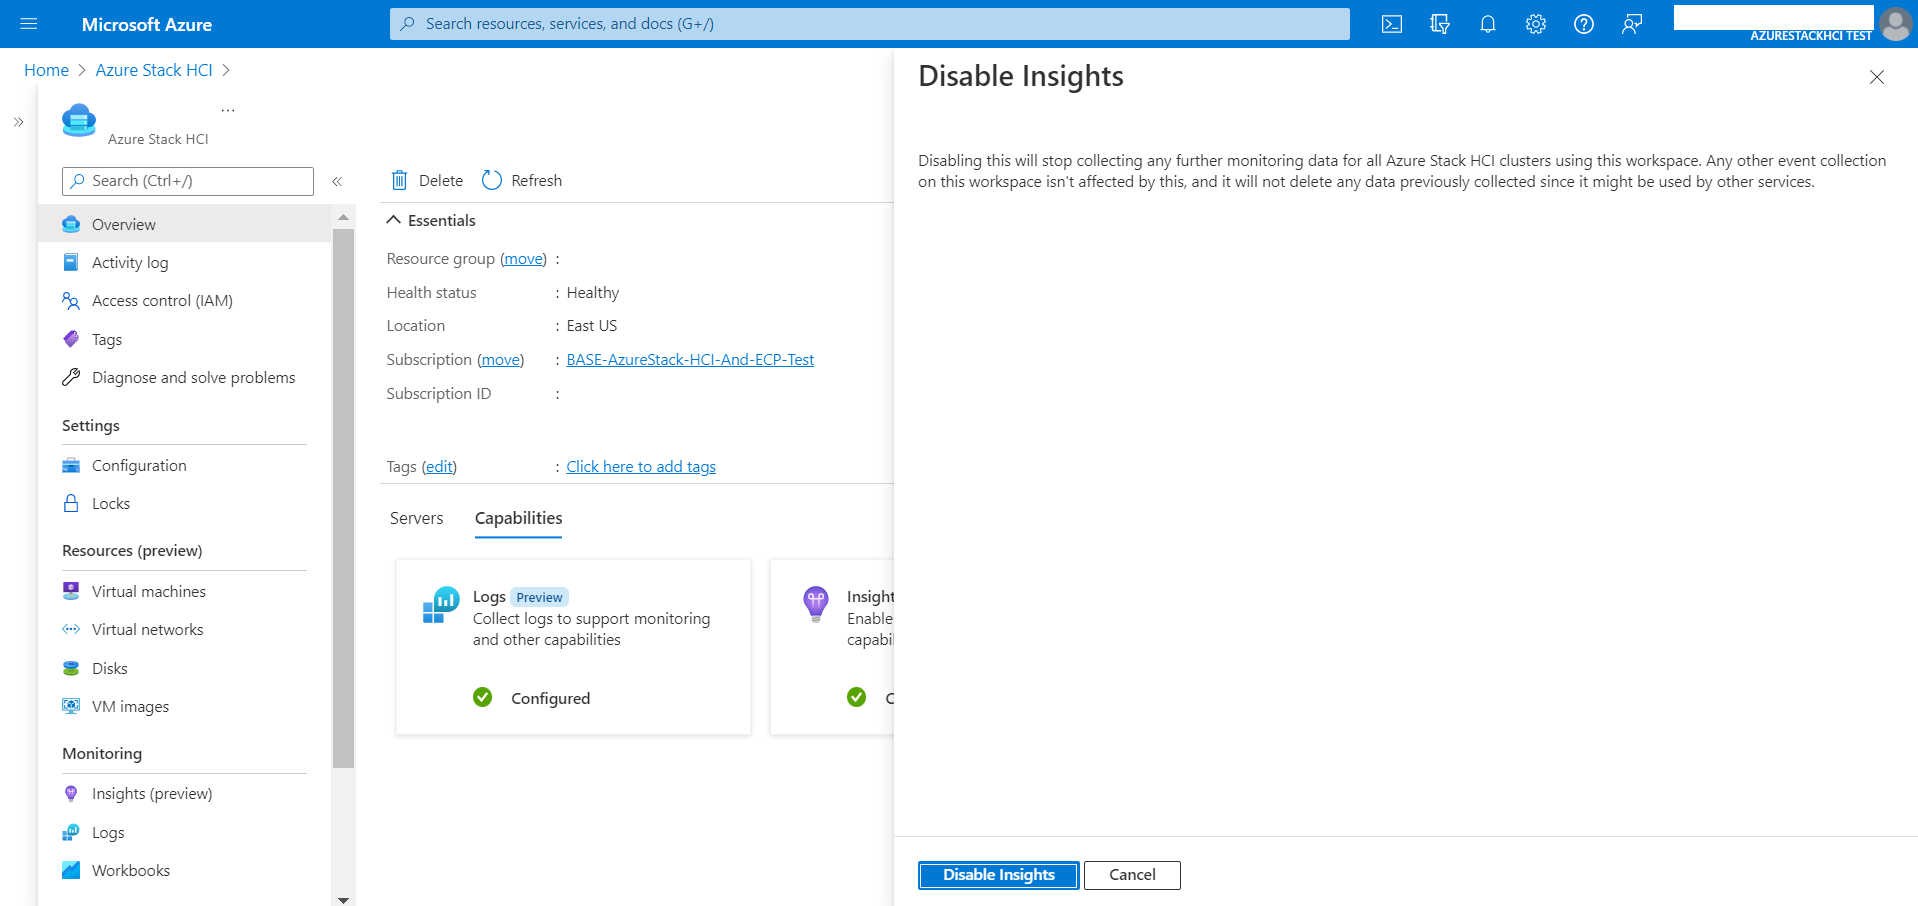 Microsoft Azure
Search resources, services, and docs (G+/)
AZURESTACKHCI TEST
Home > Azure Stack HCI >
...
Azure Stack HCI
Search (Ctrl+/)
Overview
Activity log
Access control (IAM)
Tags
Diagnose and solve problems
Settings
Configuration
Locks
Resources (preview)
Virtual machines
Virtual networks
Disks
VM images
Monitoring
Insights (preview)
Logs
Workbooks
Delete
Refresh
Essentials
Resource group (move) :
Health status : Healthy
Location : East US
Subscription (move) : BASE-AzureStack-HCI-And-ECP-Test
Subscription ID :
Tags (edit) : Click here to add tags
Servers
Capabilities
Logs Preview
Collect logs to support monitoring
and other capabilities
Configured
Insight
Enable
capabi
C
Disable Insights
Disabling this will stop collecting any further monitoring data for all Azure Stack HCI clusters using this workspace. Any other event collection
on this workspace isn't affected by this, and it will not delete any data previously collected since it might be used by other services.
Disable Insights
Cancel